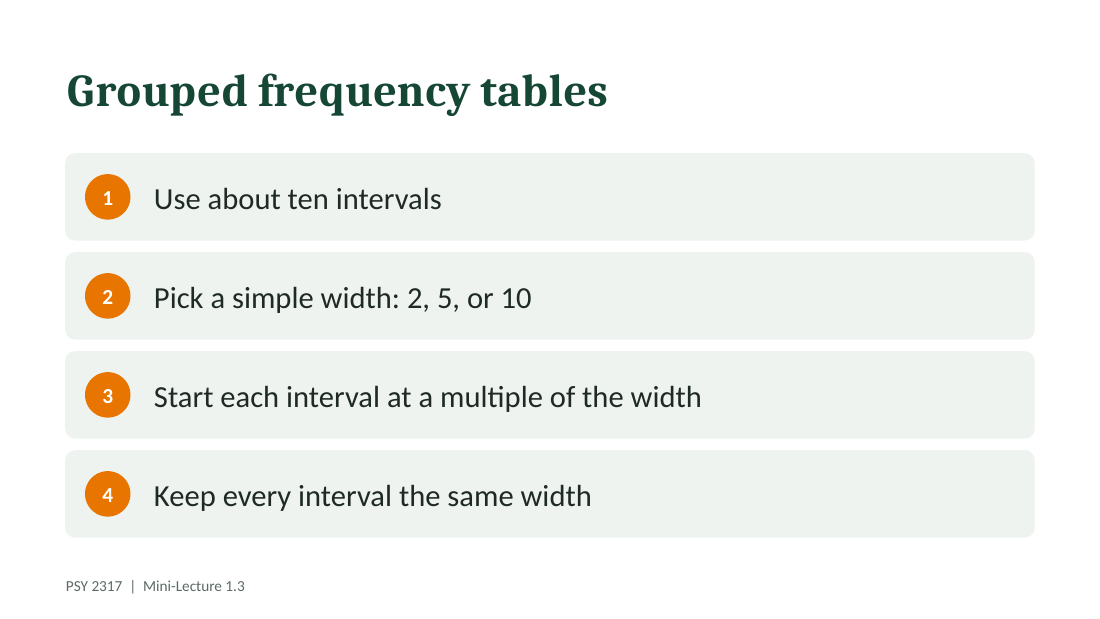 Grouped frequency tables
1 Use about ten intervals
2 Pick a simple width: 2, 5, or 10
3 Start each interval at a multiple of the width
4 Keep every interval the same width
PSY 2317 | Mini-Lecture 1.3